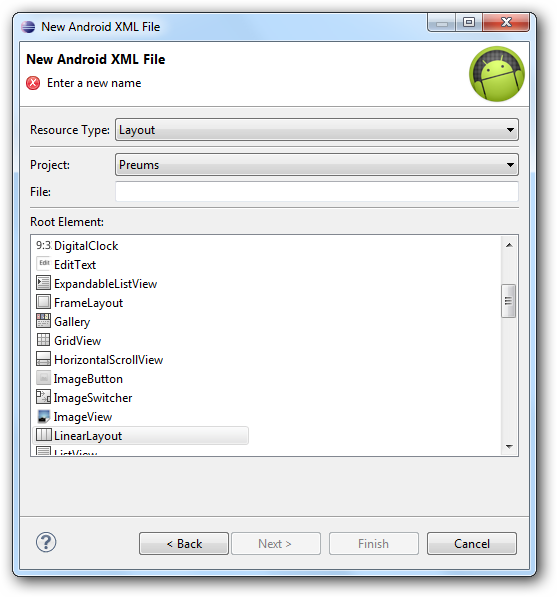 New Android XML File
New Android XML File
Enter a new name
Resource Type: Layout
Project: Preums
File:
Root Element:
9:3 DigitalClock
Edit EditText
ExpandableListView
FrameLayout
Gallery
GridView
HorizontalScrollView
ImageButton
ImageSwitcher
ImageView
LinearLayout
ListView
< Back Next > Finish Cancel